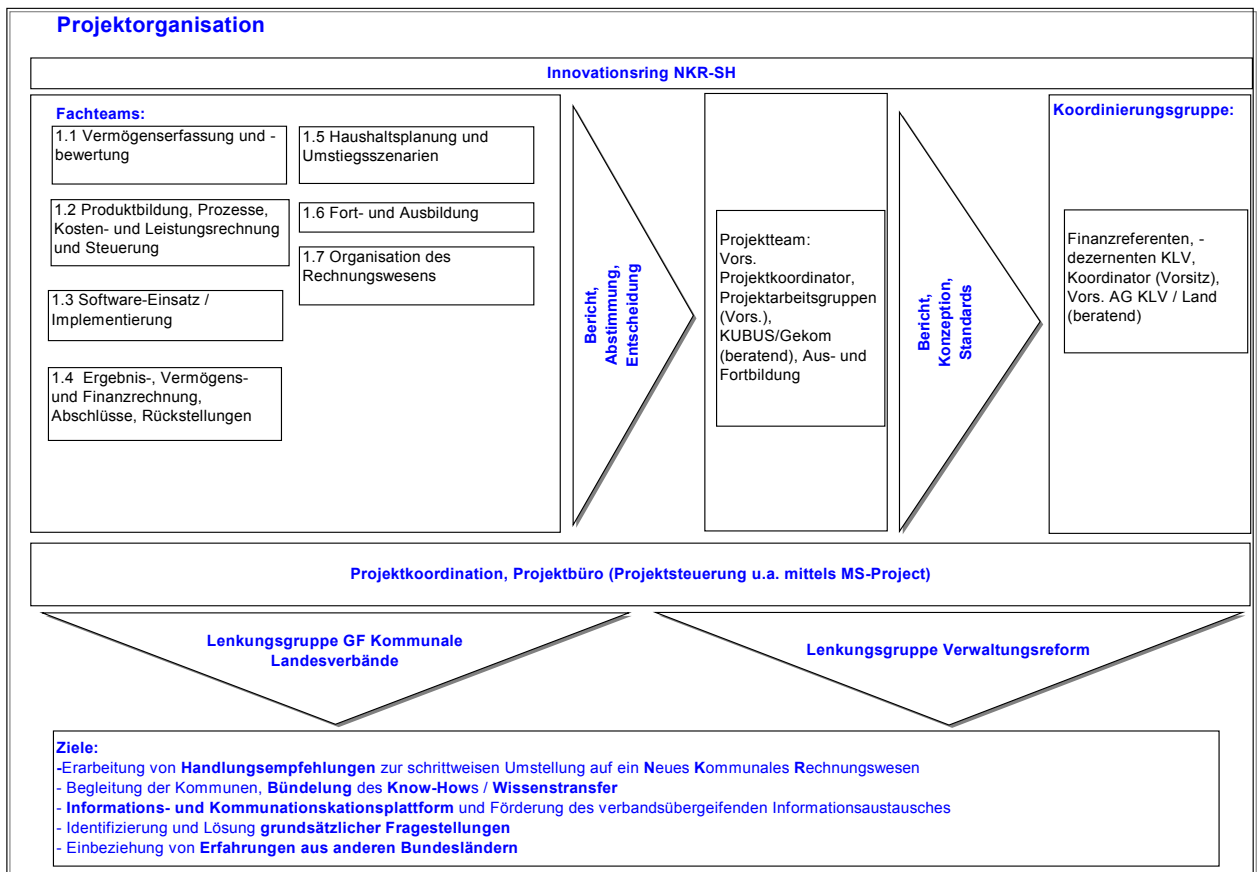 Projektorganisation
Innovationsring NKR-SH
Fachteams:
1.1 Vermögenserfassung und -
bewertung
1.2 Produktbildung, Prozesse,
Kosten- und Leistungsrechnung
und Steuerung
1.3 Software-Einsatz /
Implementierung
1.4 Ergebnis-, Vermögens-
und Finanzrechnung,
Abschlüsse, Rückstellungen
1.5 Haushaltsplanung und
Umstiegsszenarien
1.6 Fort- und Ausbildung
1.7 Organisation des
Rechnungswesens
Bericht,
Abstimmung,
Entscheidung
Projektteam:
Vors.
Projektkoordinator,
Projektarbeitsgruppen
(Vors.),
KUBUS/Gekom
(beratend), Aus- und
Fortbildung
Bericht,
Konzeption,
Standards
Koordinierungsgruppe:
Finanzreferenten, -
dezernenten KLV,
Koordinator (Vorsitz),
Vors. AG KLV / Land
(beratend)
Projektkoordination, Projektbüro (Projektsteuerung u.a. mittels MS-Project)
Lenkungsgruppe GF Kommunale
Landesverbände
Lenkungsgruppe Verwaltungsreform
Ziele:
-Erarbeitung von Handlungsempfehlungen zur schrittweisen Umstellung auf ein Neues Kommunales Rechnungswesen
- Begleitung der Kommunen, Bündelung des Know-Hows / Wissenstransfer
- Informations- und Kommunationskationsplattform und Förderung des verbandsübergeifenden Informationsaustausches
- Identifizierung und Lösung grundsätzlicher Fragestellungen
- Einbeziehung von Erfahrungen aus anderen Bundesländern